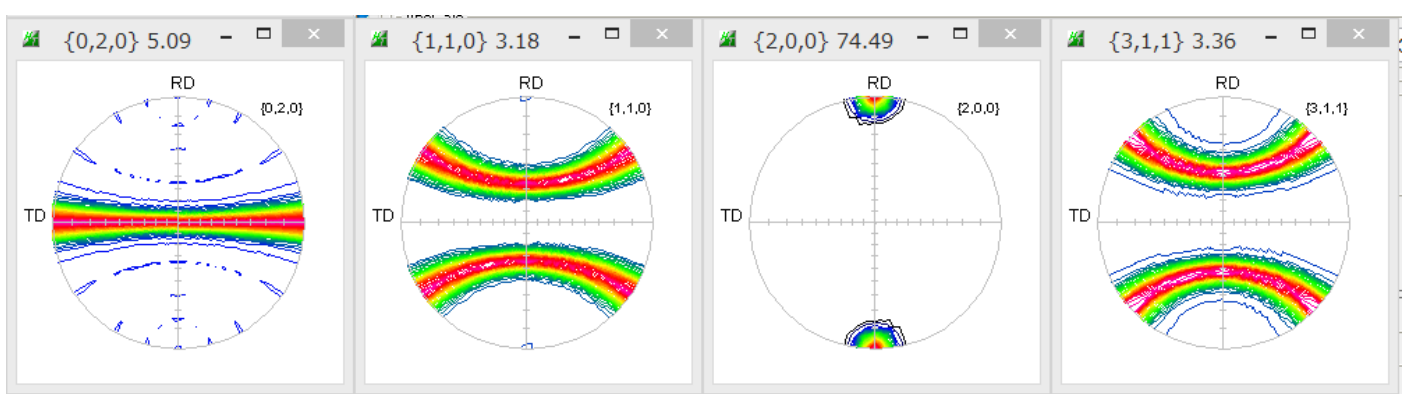 {0,2,0} 5.09
RD
{0,2,0}
TD
{1,1,0} 3.18
RD
{1,1,0}
TD
{2,0,0} 74.49
RD
{2,0,0}
TD
{3,1,1} 3.36
RD
{3,1,1}
TD